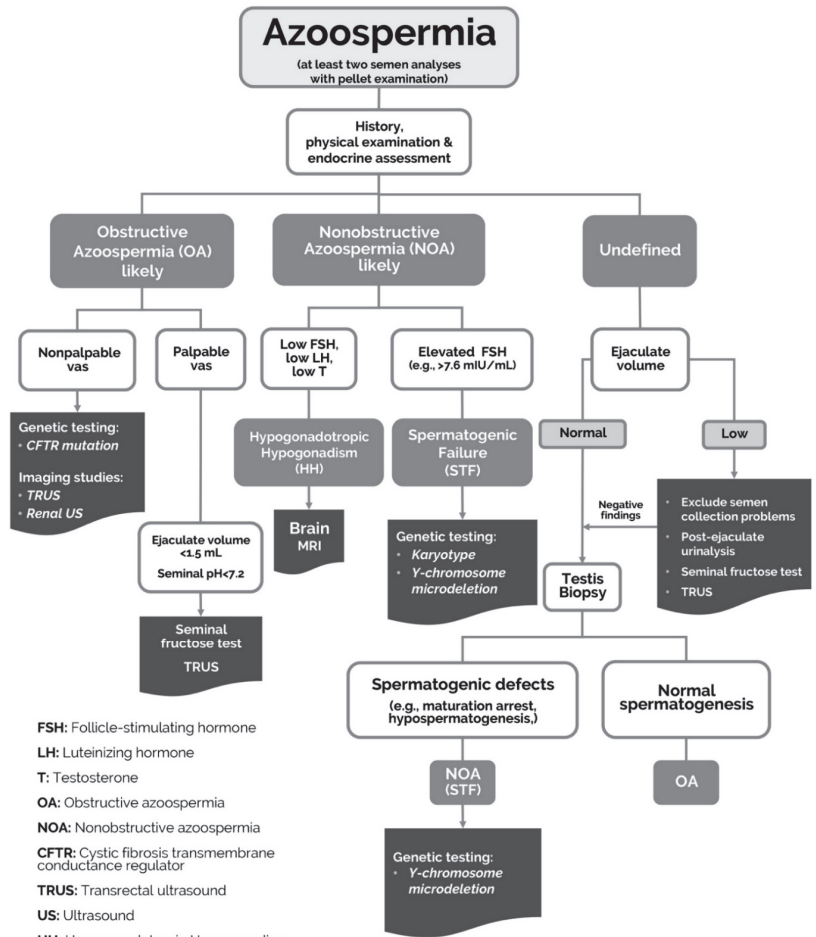 Azoospermia
(at least two semen analyses
with pellet examination)
History,
physical examination &
endocrine assessment
Obstructive
Azoospermia (OA)
likely
Nonobstructive
Azoospermia (NOA)
likely
Undefined
Nonpalpable
vas
Palpable
vas
Low FSH,
low LH,
low T
Elevated FSH
(e.g., >7.6 mIU/mL)
Ejaculate
volume
Genetic testing:
• CFTR mutation
Imaging studies:
• TRUS
• Renal US
Hypogonadotropic
Hypogonadism
(HH)
Spermatogenic
Failure
(STF)
Normal
Low
Ejaculate volume
<1.5 mL
Seminal pH<7.2
Brain
MRI
Genetic testing:
• Karyotype
• Y-chromosome
microdeletion
Negative
findings
• Exclude semen
collection problems
• Post-ejaculate
urinalysis
• Seminal fructose test
• TRUS
Testis
Biopsy
Seminal
fructose test
TRUS
Spermatogenic defects
(e.g., maturation arrest,
hypospermatogenesis,)
Normal
spermatogenesis
NOA
(STF)
OA
Genetic testing:
• Y-chromosome
microdeletion
FSH: Follicle-stimulating hormone
LH: Luteinizing hormone
T: Testosterone
OA: Obstructive azoospermia
NOA: Nonobstructive azoospermia
CFTR: Cystic fibrosis transmembrane
conductance regulator
TRUS: Transrectal ultrasound
US: Ultrasound